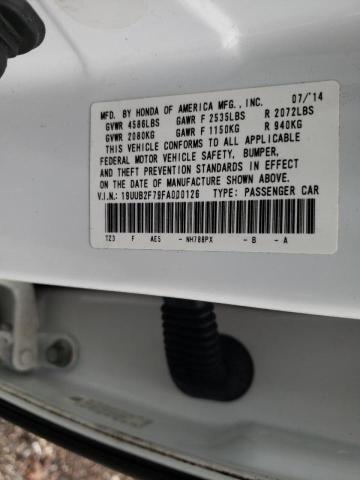 MFD. BY HONDA OF AMERICA MFG., INC. 07/'14
GVWR 4586LBS GAWR F 2535LBS R 2072LBS
GVWR 2080KG GAWR F 1150KG R 940KG
THIS VEHICLE CONFORMS TO ALL APPLICABLE
FEDERAL MOTOR VEHICLE SAFETY, BUMPER,
AND THEFT PREVENTION STANDARDS IN EFFECT
ON THE DATE OF MANUFACTURE SHOWN ABOVE.
V.I.N.: 19UUB2F79FA000126 TYPE: PASSENGER CAR
T23 F AE5 -NH788PX -B -A